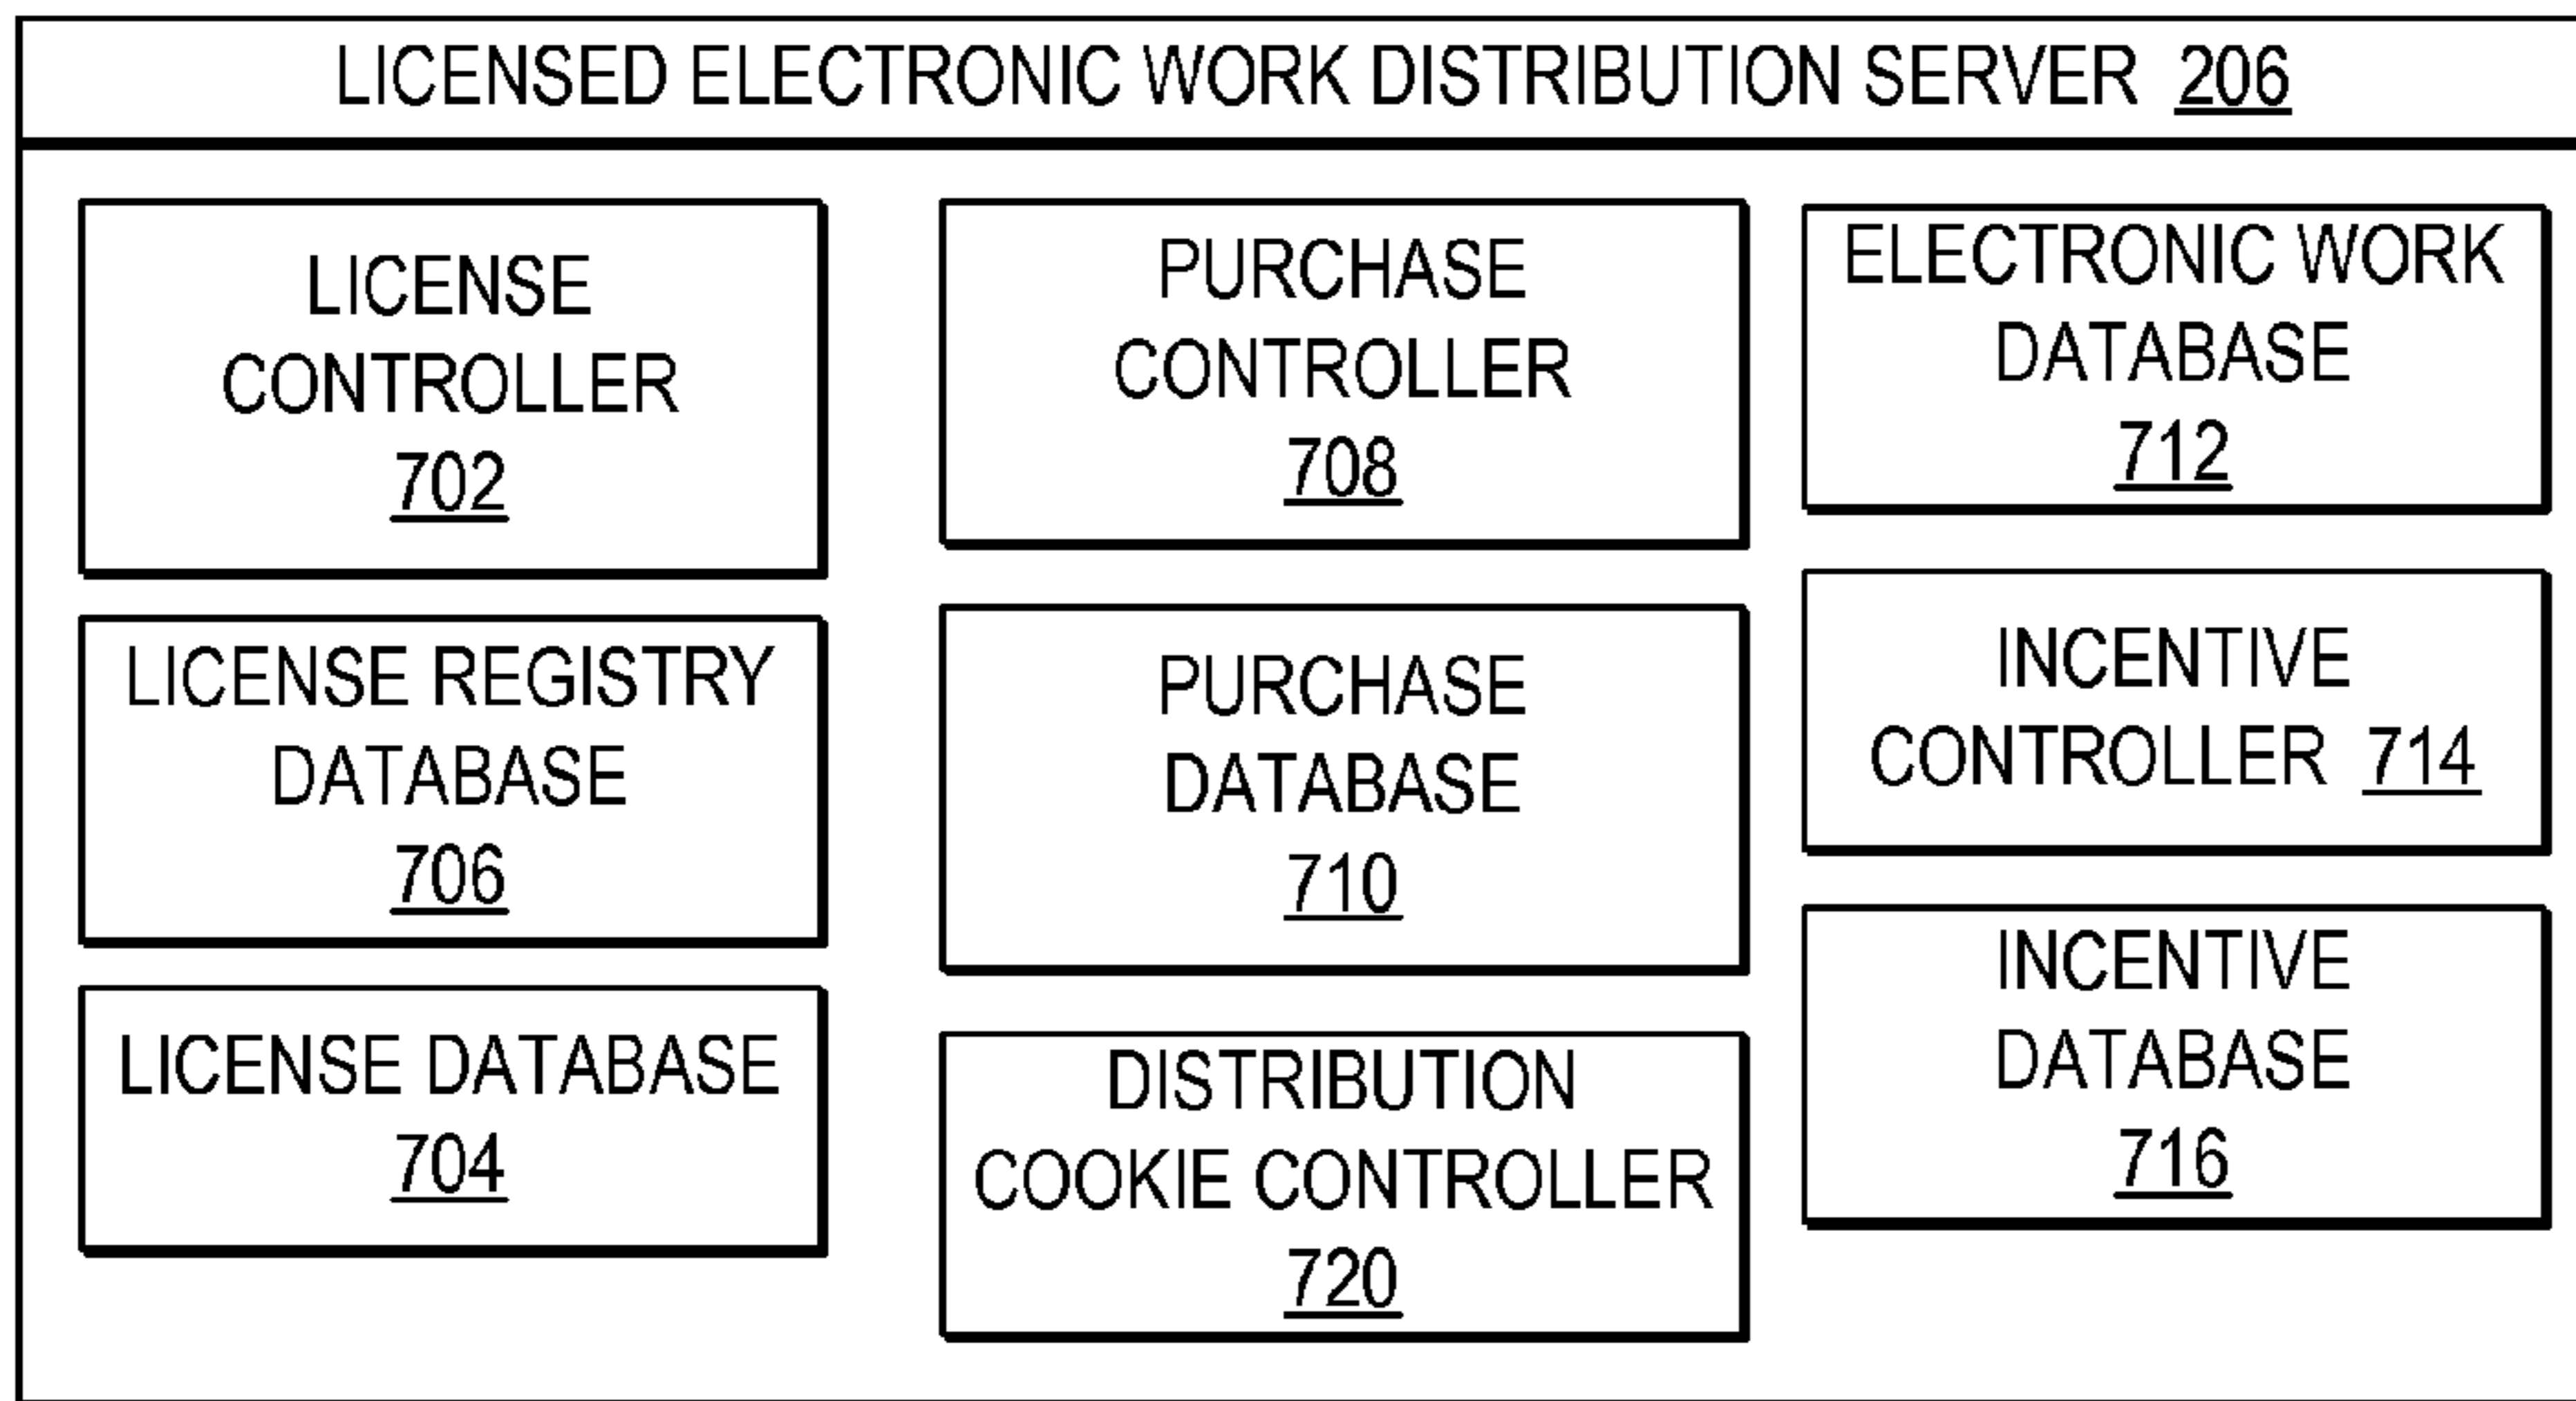 LICENSED ELECTRONIC WORK DISTRIBUTION SERVER 206
LICENSE
CONTROLLER
702
LICENSE REGISTRY
DATABASE
706
LICENSE DATABASE
704
PURCHASE
CONTROLLER
708
PURCHASE
DATABASE
710
DISTRIBUTION
COOKIE CONTROLLER
720
ELECTRONIC WORK
DATABASE
712
INCENTIVE
CONTROLLER 714
INCENTIVE
DATABASE
716